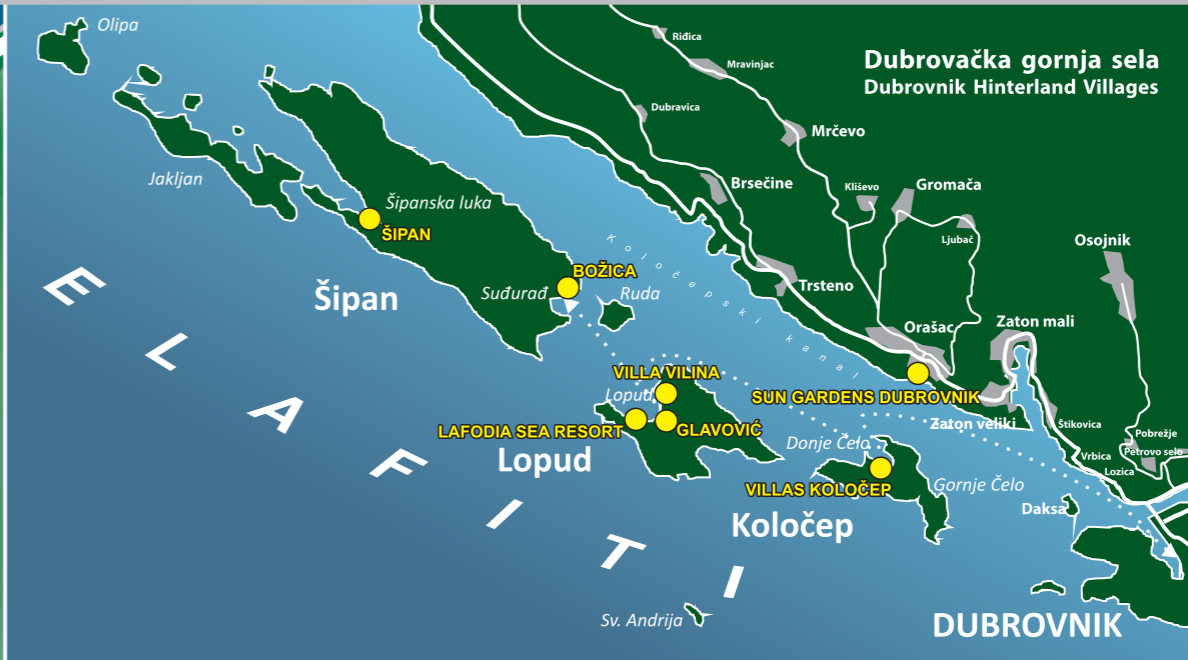 Olipa
Riđica
Mravinjac
Dubrovačka gornja sela
Dubrovnik Hinterland Villages
Dubravica
Mrčevo
Jakljan
Brsečine
Kliševo
Gromača
Šipanska luka
ŠIPAN
Ljubač
Osojnik
Koločepski kanal
BOŽICA
Šipan
Suđurađ
Ruda
Trsteno
Orašac
Zaton mali
VILLA VILINA
Lopud
SUN GARDENS DUBROVNIK
LAFODIA SEA RESORT
GLAVOVIĆ
Zaton veliki
Štikovica
Pobrežje
Petrovo selo
Donje Čelo
Vrbica
Lozica
Lopud
VILLAS KOLOČEP
Gornje Čelo
Koločep
Daksa
ELAFITI
Sv. Andrija
DUBROVNIK